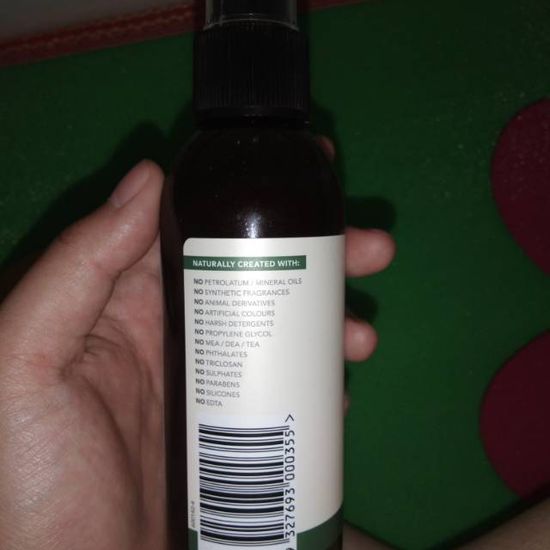 NATURALLY CREATED WITH:
NO PETROLATUM / MINERAL OILS
NO SYNTHETIC FRAGRANCES
NO ANIMAL DERIVATIVES
NO ARTIFICIAL COLOURS
NO HARSH DETERGENTS
NO PROPYLENE GLYCOL
NO MEA / DEA / TEA
NO PHTHALATES
NO TRICLOSAN
NO SULPHATES
NO PARABENS
NO SILICONES
NO EDTA
9 327693 000355 >